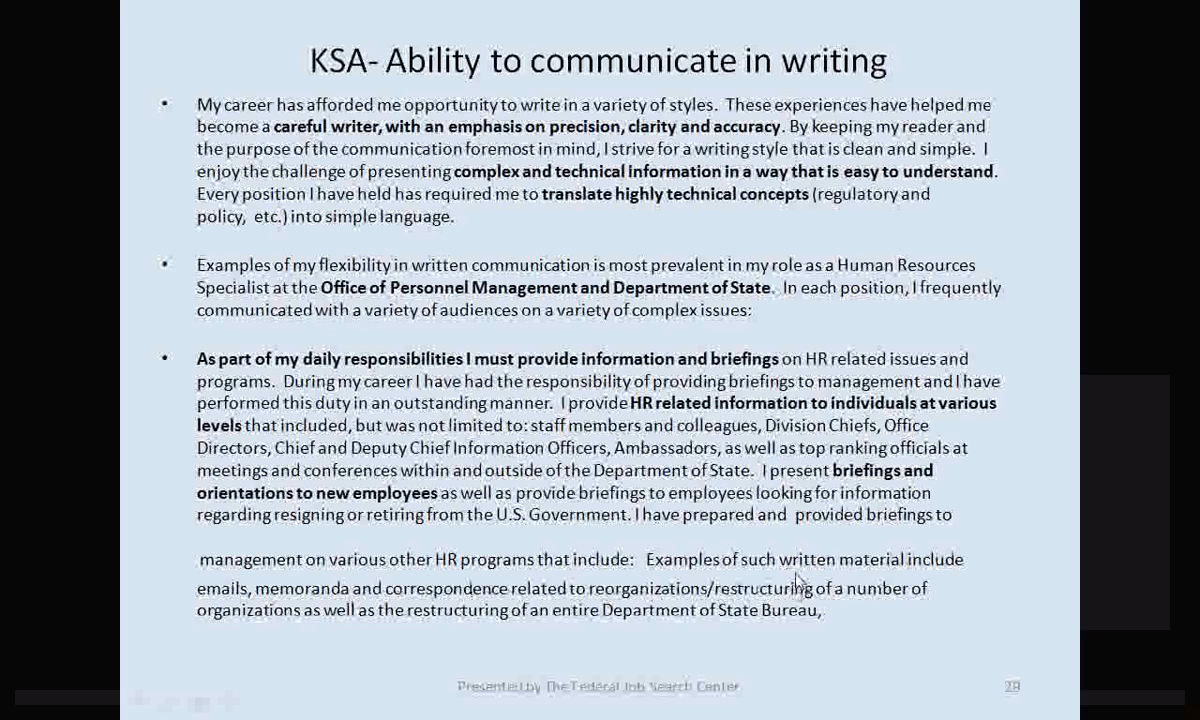 KSA- Ability to communicate in writing
• My career has afforded me opportunity to write in a variety of styles. These experiences have helped me
become a careful writer, with an emphasis on precision, clarity and accuracy. By keeping my reader and
the purpose of the communication foremost in mind, I strive for a writing style that is clean and simple. I
enjoy the challenge of presenting complex and technical information in a way that is easy to understand.
Every position I have held has required me to translate highly technical concepts (regulatory and
policy, etc.) into simple language.
• Examples of my flexibility in written communication is most prevalent in my role as a Human Resources
Specialist at the Office of Personnel Management and Department of State. In each position, I frequently
communicated with a variety of audiences on a variety of complex issues:
• As part of my daily responsibilities I must provide information and briefings on HR related issues and
programs. During my career I have had the responsibility of providing briefings to management and I have
performed this duty in an outstanding manner. I provide HR related information to individuals at various
levels that included, but was not limited to: staff members and colleagues, Division Chiefs, Office
Directors, Chief and Deputy Chief Information Officers, Ambassadors, as well as top ranking officials at
meetings and conferences within and outside of the Department of State. I present briefings and
orientations to new employees as well as provide briefings to employees looking for information
regarding resigning or retiring from the U.S. Government. I have prepared and provided briefings to
management on various other HR programs that include: Examples of such written material include
emails, memoranda and correspondence related to reorganizations/restructuring of a number of
organizations as well as the restructuring of an entire Department of State Bureau,
Presented by The Federal Job Search Center
29